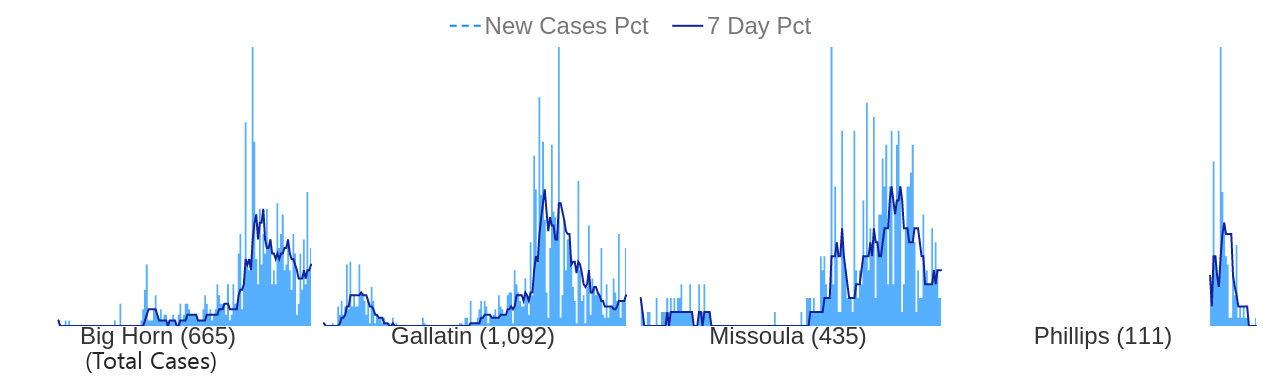 New Cases Pct 7 Day Pct
Big Horn (665) Gallatin (1,092) Missoula (435) Phillips (111)
(Total Cases)